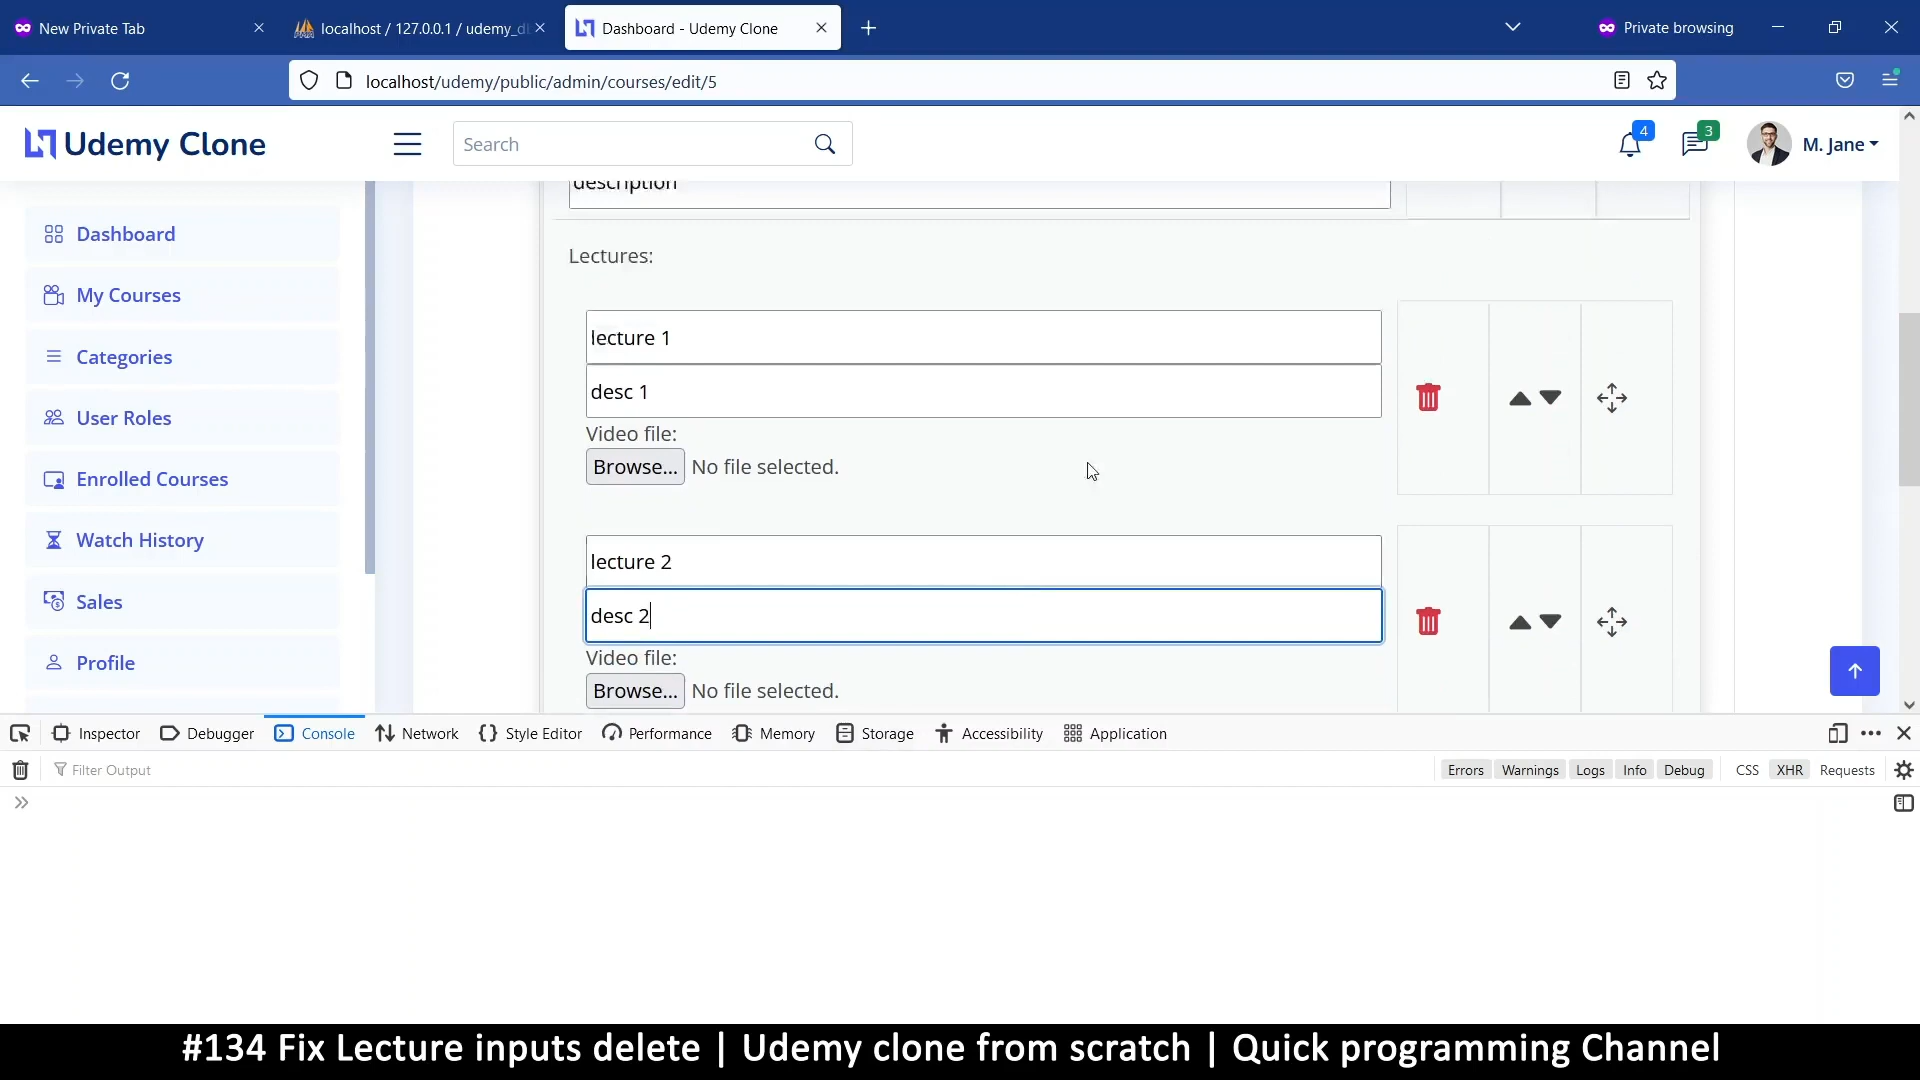 New Private Tab
localhost / 127.0.0.1 / udemy_d
Dashboard - Udemy Clone
Private browsing
localhost/udemy/public/admin/courses/edit/5
Udemy Clone
Search
4
3
M. Jane
description
Dashboard
My Courses
Categories
User Roles
Enrolled Courses
Watch History
Sales
Profile
Lectures:
lecture 1
desc 1
Video file:
Browse... No file selected.
lecture 2
desc 2
Video file:
Browse... No file selected.
Inspector Debugger Console Network Style Editor Performance Memory Storage Accessibility Application
Filter Output
Errors Warnings Logs Info Debug CSS XHR Requests
#134 Fix Lecture inputs delete | Udemy clone from scratch | Quick programming Channel